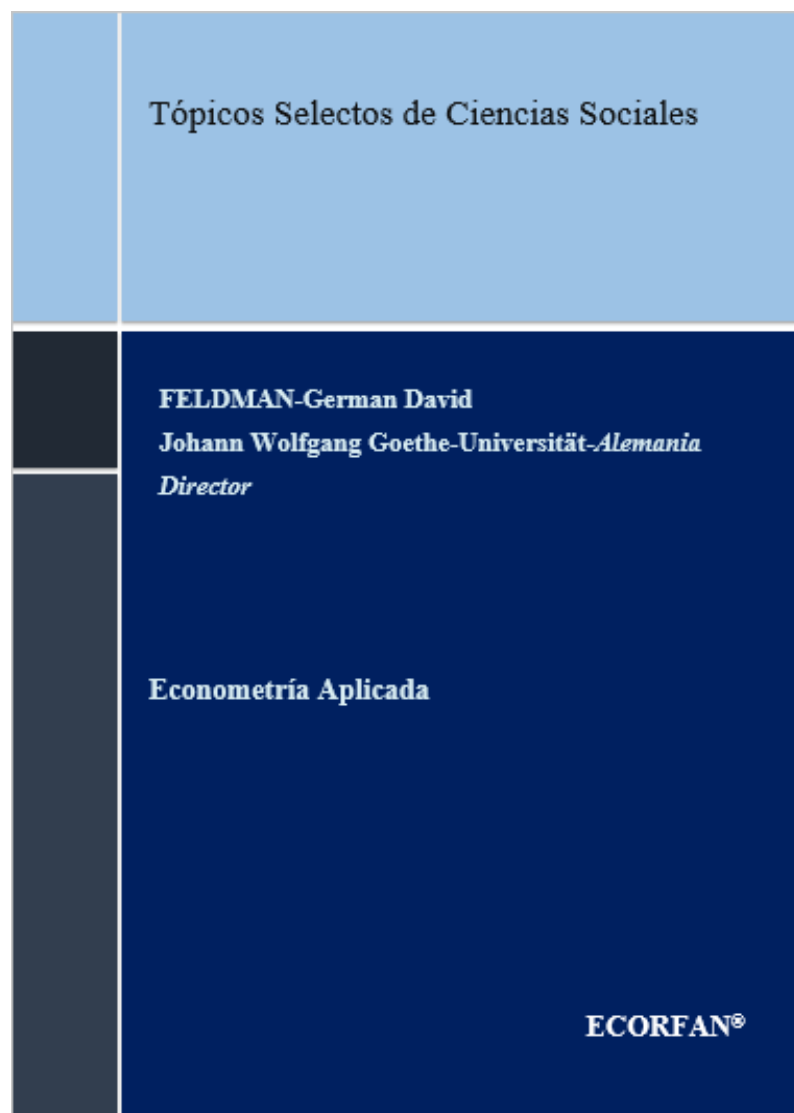 Tópicos Selectos de Ciencias Sociales
FELDMAN-German David
Johann Wolfgang Goethe-Universität-Alemania
Director
Econometría Aplicada
ECORFAN®